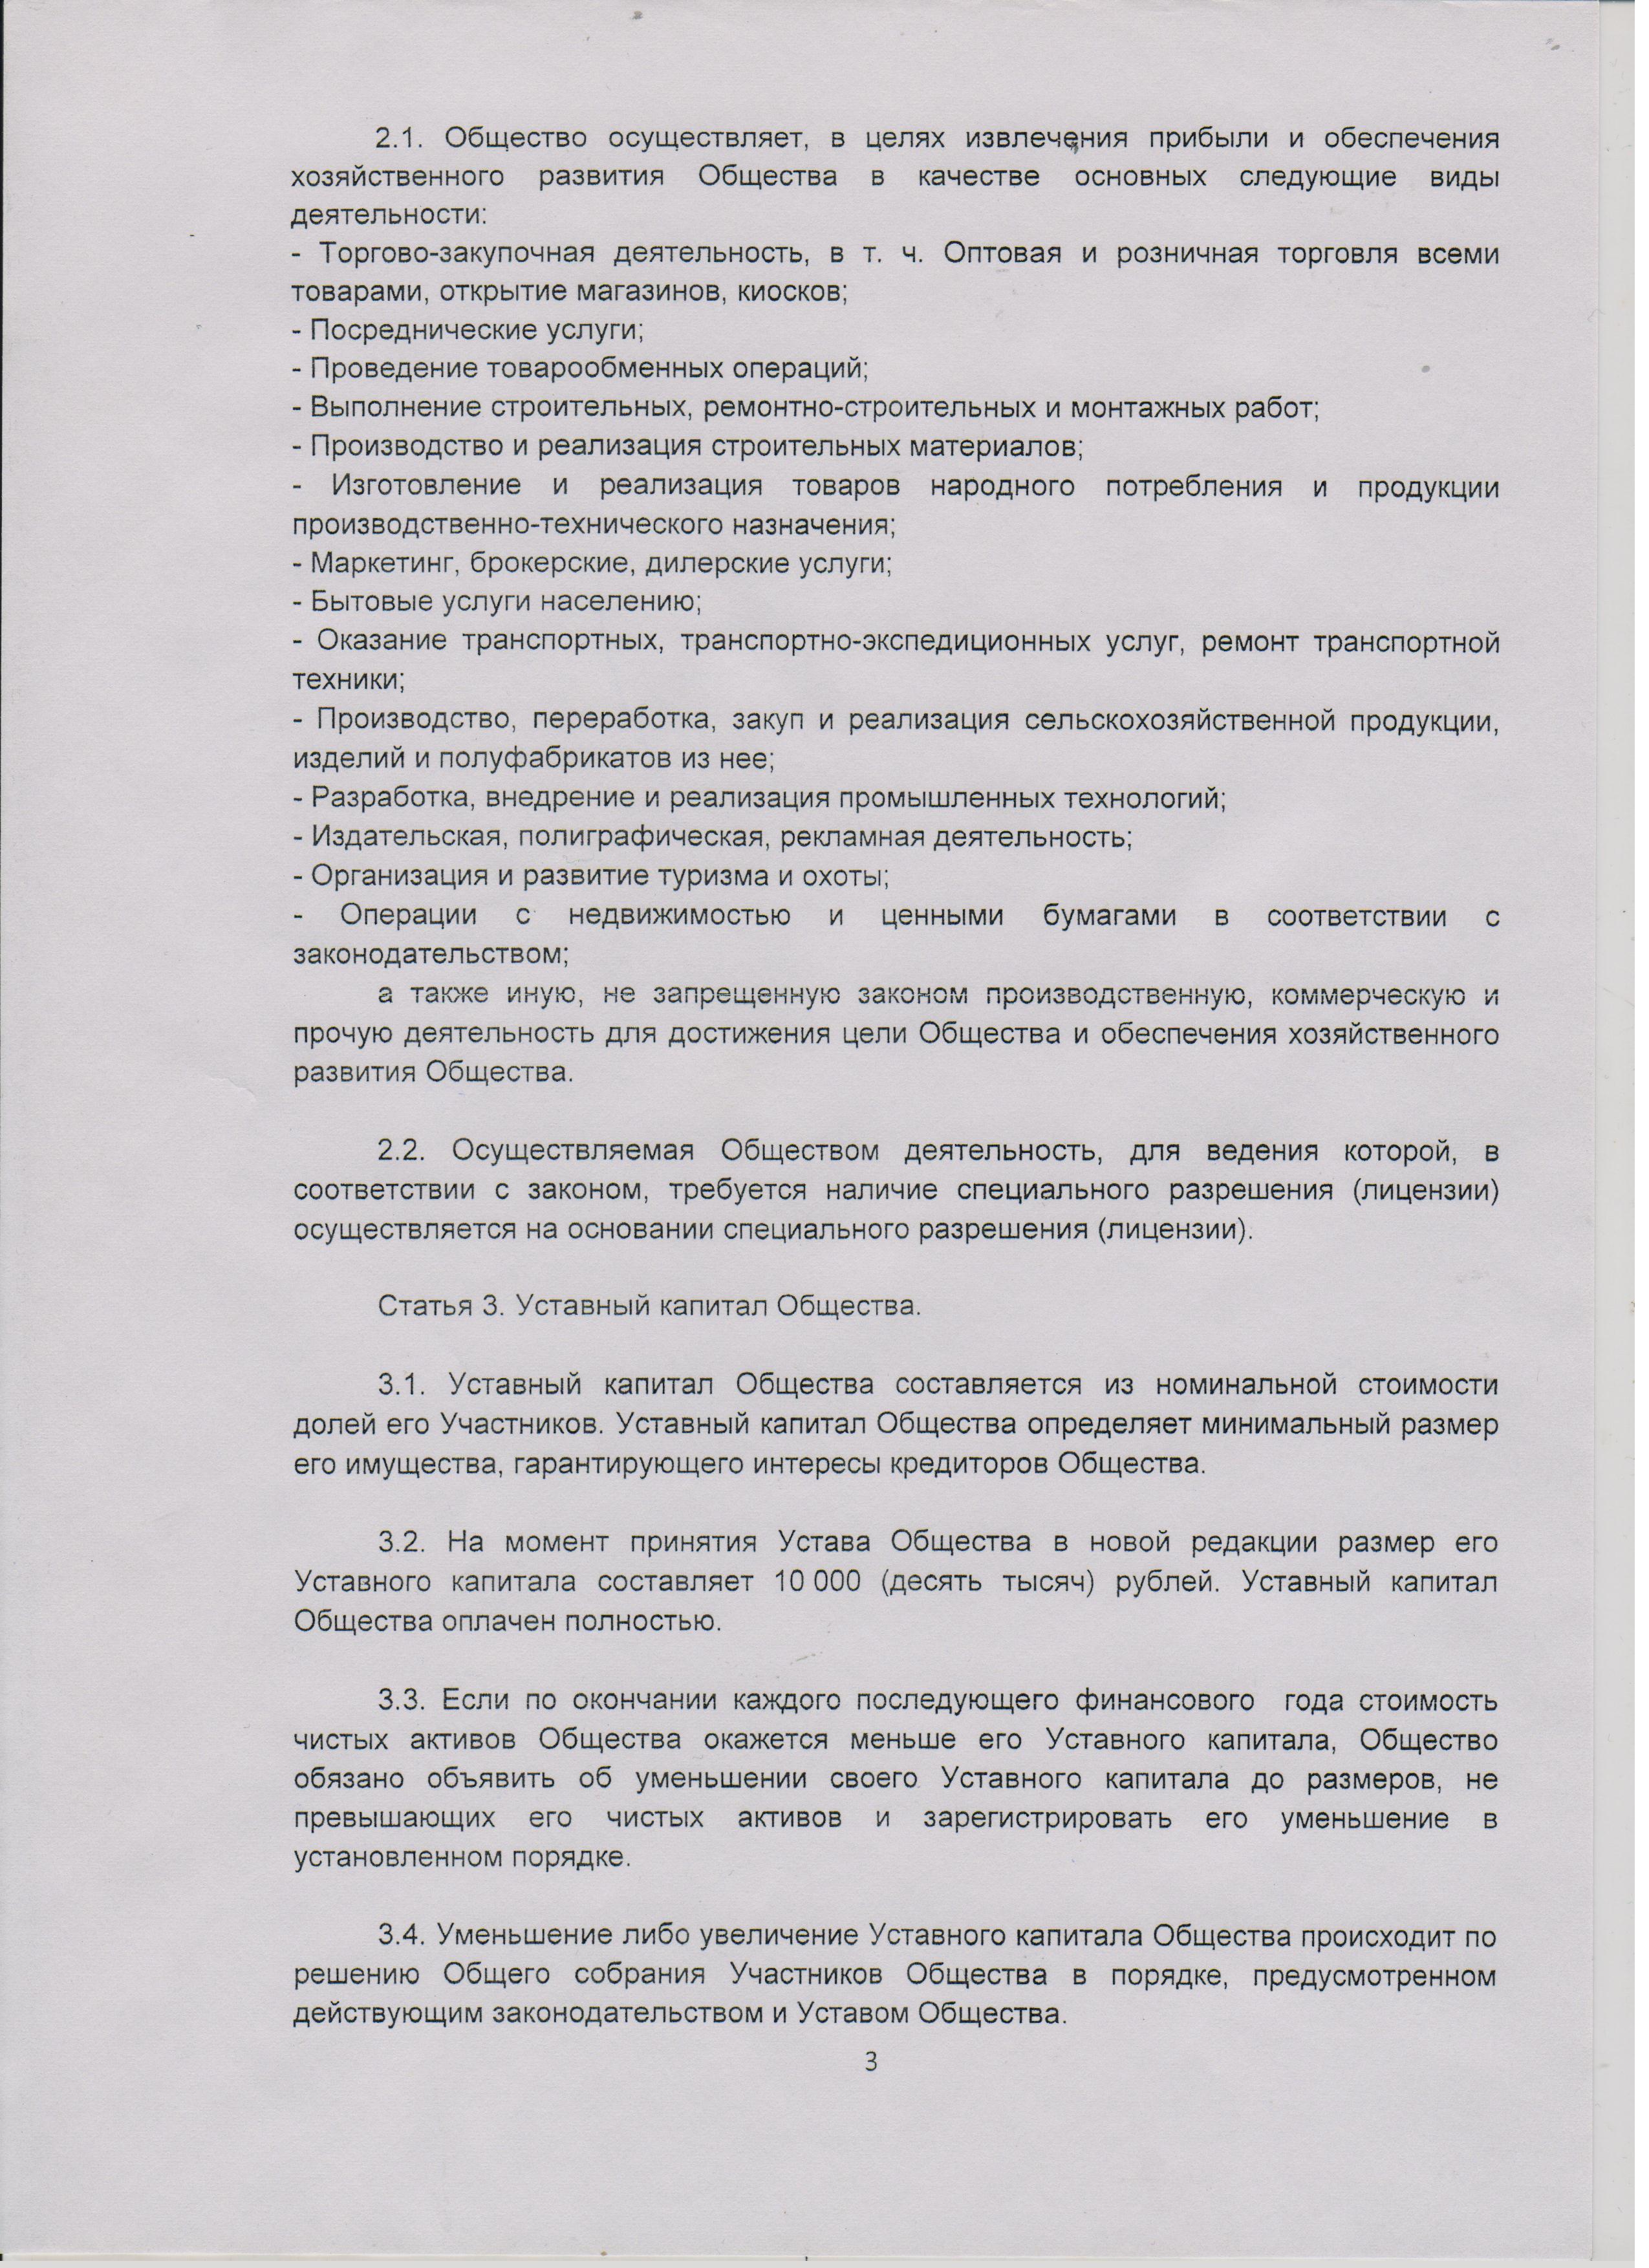 2.1. Общество осуществляет, в целях извлечения прибыли и обеспечения
хозяйственного развития Общества в качестве основных следующие виды
деятельности:
- Торгово-закупочная деятельность, в т. ч. Оптовая и розничная торговля всеми
товарами, открытие магазинов, киосков;
- Посреднические услуги;
- Проведение товарообменных операций;
- Выполнение строительных, ремонтно-строительных и монтажных работ;
- Производство и реализация строительных материалов;
- Изготовление и реализация товаров народного потребления и продукции
производственно-технического назначения;
- Маркетинг, брокерские, дилерские услуги;
- Бытовые услуги населению;
- Оказание транспортных, транспортно-экспедиционных услуг, ремонт транспортной
техники;
- Производство, переработка, закуп и реализация сельскохозяйственной продукции,
изделий и полуфабрикатов из нее;
- Разработка, внедрение и реализация промышленных технологий;
- Издательская, полиграфическая, рекламная деятельность;
- Организация и развитие туризма и охоты;
- Операции с недвижимостью и ценными бумагами в соответствии с
законодательством;
а также иную, не запрещенную законом производственную, коммерческую и
прочую деятельность для достижения цели Общества и обеспечения хозяйственного
развития Общества.
2.2. Осуществляемая Обществом деятельность, для ведения которой, в
соответствии с законом, требуется наличие специального разрешения (лицензии)
осуществляется на основании специального разрешения (лицензии).
Статья 3. Уставный капитал Общества.
3.1. Уставный капитал Общества составляется из номинальной стоимости
долей его Участников. Уставный капитал Общества определяет минимальный размер
его имущества, гарантирующего интересы кредиторов Общества.
3.2. На момент принятия Устава Общества в новой редакции размер его
Уставного капитала составляет 10 000 (десять тысяч) рублей. Уставный капитал
Общества оплачен полностью.
3.3. Если по окончании каждого последующего финансового года стоимость
чистых активов Общества окажется меньше его Уставного капитала, Общество
обязано объявить об уменьшении своего Уставного капитала до размеров, не
превышающих его чистых активов и зарегистрировать его уменьшение в
установленном порядке.
3.4. Уменьшение либо увеличение Уставного капитала Общества происходит по
решению Общего собрания Участников Общества в порядке, предусмотренном
действующим законодательством и Уставом Общества.
3